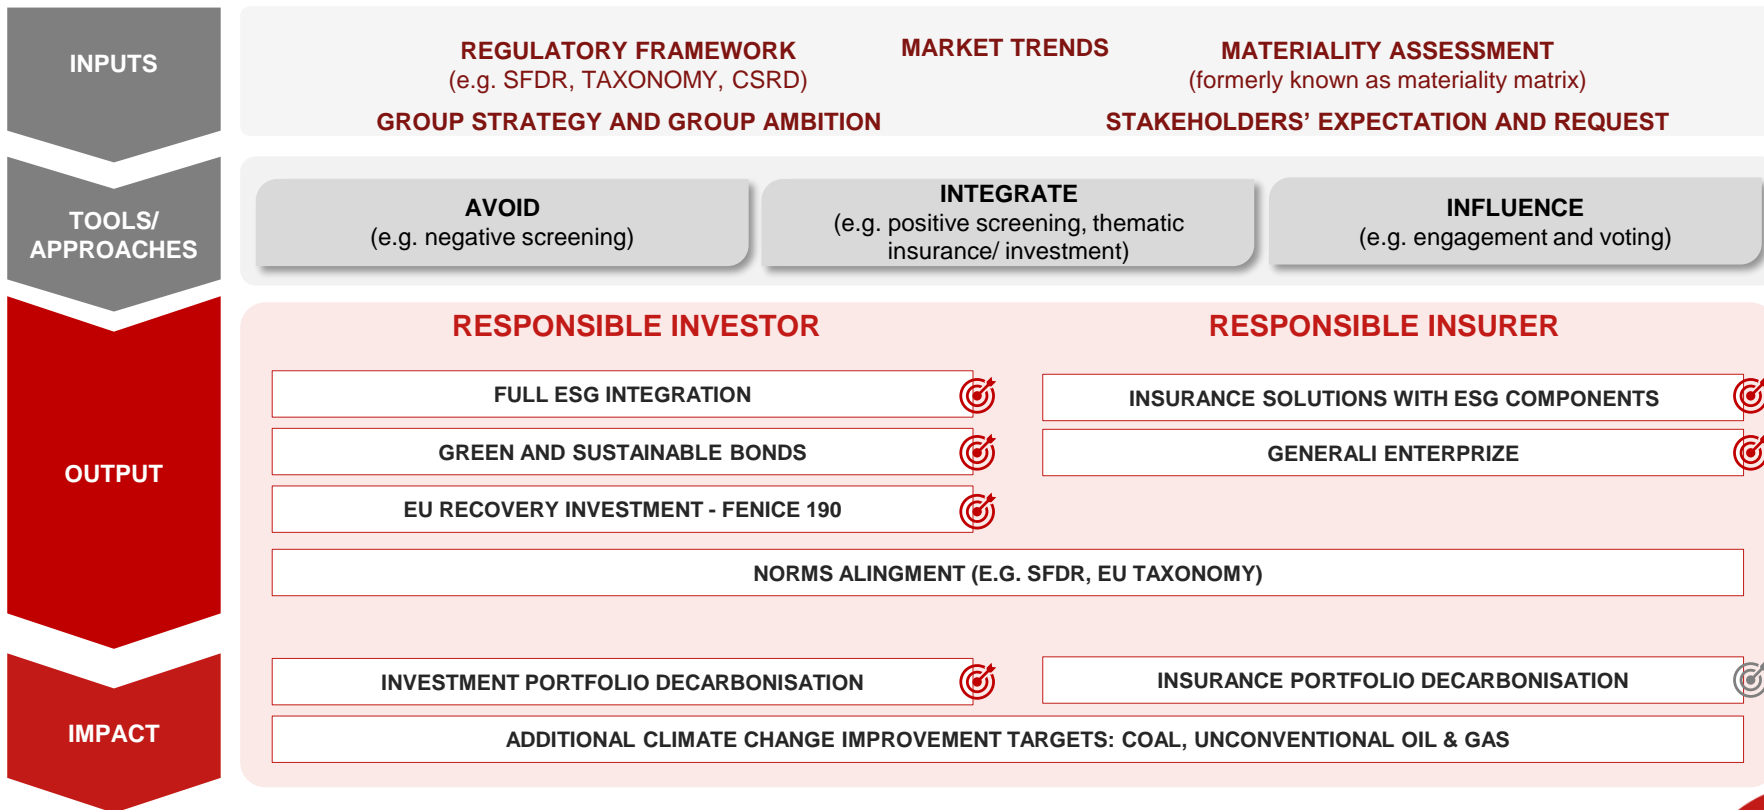 INPUTS
REGULATORY FRAMEWORK
(e.g. SFDR, TAXONOMY, CSRD)
MARKET TRENDS
MATERIALITY ASSESSMENT
(formerly known as materiality matrix)
GROUP STRATEGY AND GROUP AMBITION
STAKEHOLDERS' EXPECTATION AND REQUEST
TOOLS/
APPROACHES
AVOID
(e.g. negative screening)
INTEGRATE
(e.g. positive screening, thematic
insurance/ investment)
INFLUENCE
(e.g. engagement and voting)
OUTPUT
RESPONSIBLE INVESTOR
RESPONSIBLE INSURER
FULL ESG INTEGRATION
INSURANCE SOLUTIONS WITH ESG COMPONENTS
GREEN AND SUSTAINABLE BONDS
GENERALI ENTERPRIZE
EU RECOVERY INVESTMENT - FENICE 190
NORMS ALINGMENT (E.G. SFDR, EU TAXONOMY)
IMPACT
INVESTMENT PORTFOLIO DECARBONISATION
INSURANCE PORTFOLIO DECARBONISATION
ADDITIONAL CLIMATE CHANGE IMPROVEMENT TARGETS: COAL, UNCONVENTIONAL OIL & GAS